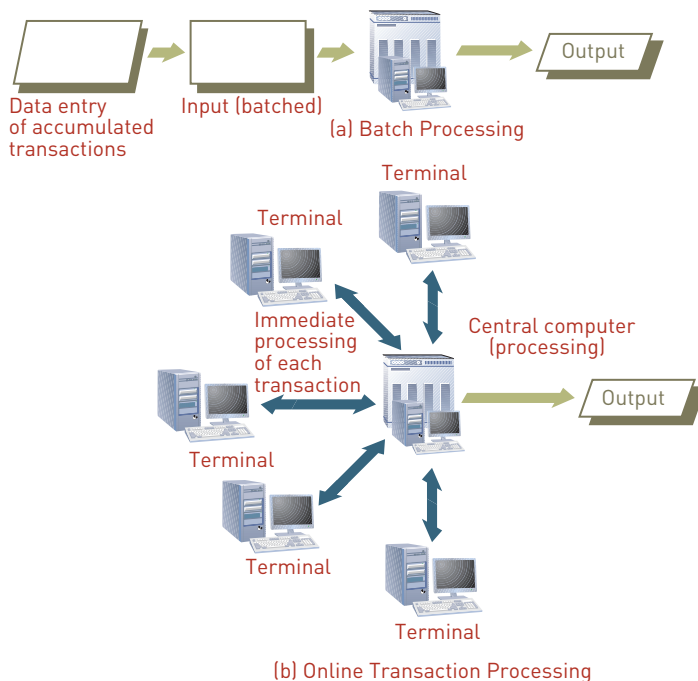 Output
Data entry
of accumulated
transactions
Input (batched)
(a) Batch Processing
Terminal
Terminal
Immediate
processing
of each
transaction
Central computer
(processing)
Output
Terminal
Terminal
Terminal
(b) Online Transaction Processing